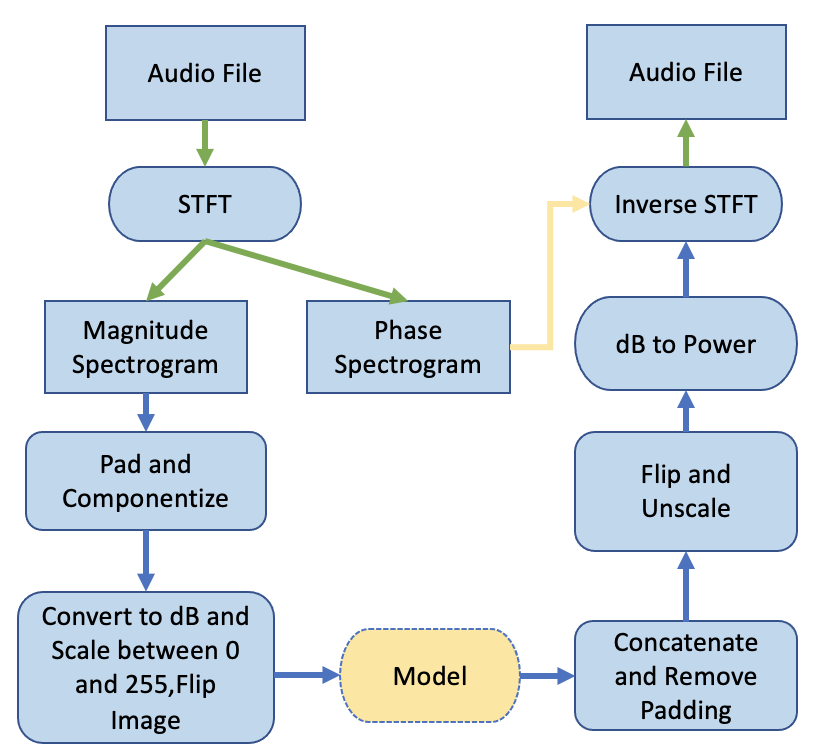 Audio File
STFT
Magnitude
Spectrogram
Phase
Spectrogram
Pad and
Componentize
Convert to dB and
Scale between 0
and 255,Flip
Image
Model
Concatenate
and Remove
Padding
Flip and
Unscale
dB to Power
Inverse STFT
Audio File